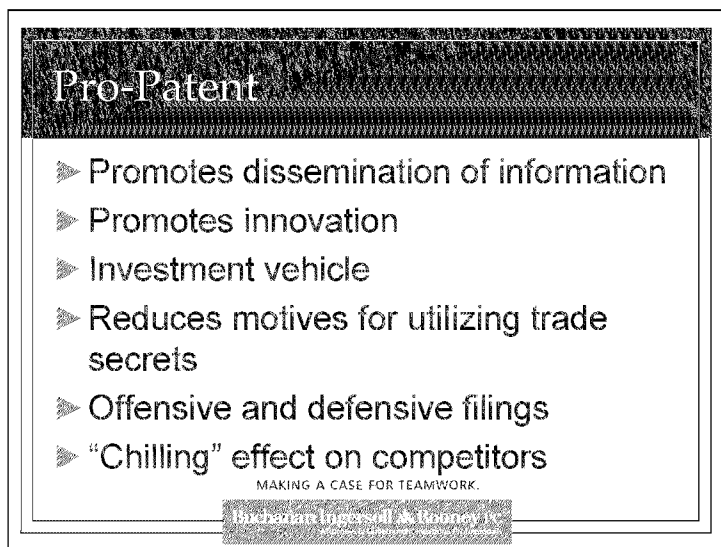 Pro-Patent
Promotes dissemination of information
Promotes innovation
Investment vehicle
Reduces motives for utilizing trade
secrets
Offensive and defensive filings
“Chilling” effect on competitors
MAKING A CASE FOR TEAMWORK.
Buchanan Ingersoll & Rooney PC